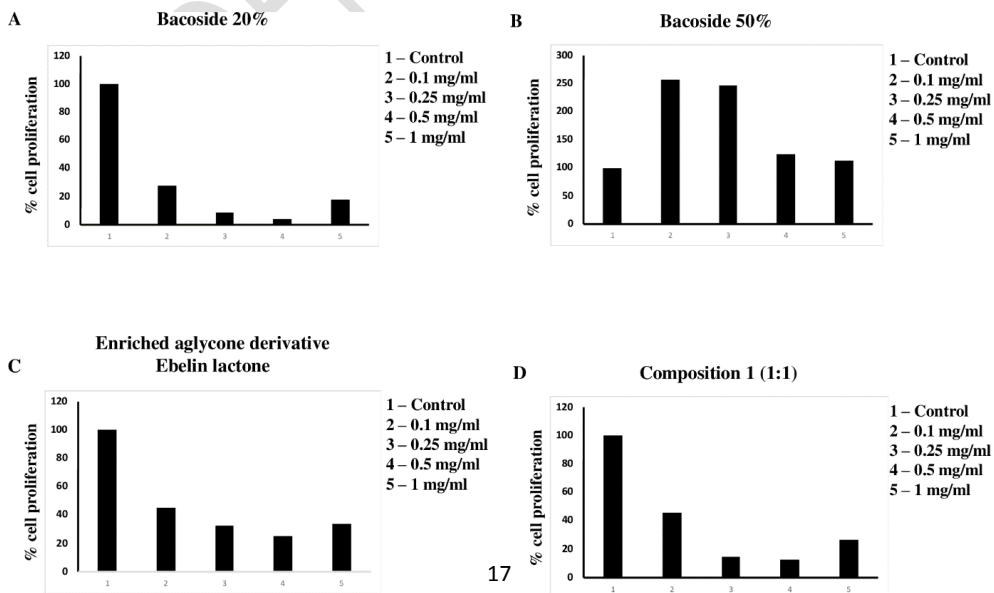 A
Bacoside 20%
% cell proliferation
120
100
80
60
40
20
0
1
2
3
4
5
1 – Control
2 – 0.1 mg/ml
3 – 0.25 mg/ml
4 – 0.5 mg/ml
5 – 1 mg/ml
B
Bacoside 50%
% cell proliferation
300
250
200
150
100
50
0
1
2
3
4
5
1 – Control
2 – 0.1 mg/ml
3 – 0.25 mg/ml
4 – 0.5 mg/ml
5 – 1 mg/ml
C
Enriched aglycone derivative
Ebelin lactone
% cell proliferation
120
100
80
60
40
20
0
1
2
3
4
5
1 – Control
2 – 0.1 mg/ml
3 – 0.25 mg/ml
4 – 0.5 mg/ml
5 – 1 mg/ml
D
Composition 1 (1:1)
% cell proliferation
120
100
80
60
40
20
0
1
2
3
4
5
1 – Control
2 – 0.1 mg/ml
3 – 0.25 mg/ml
4 – 0.5 mg/ml
5 – 1 mg/ml
17